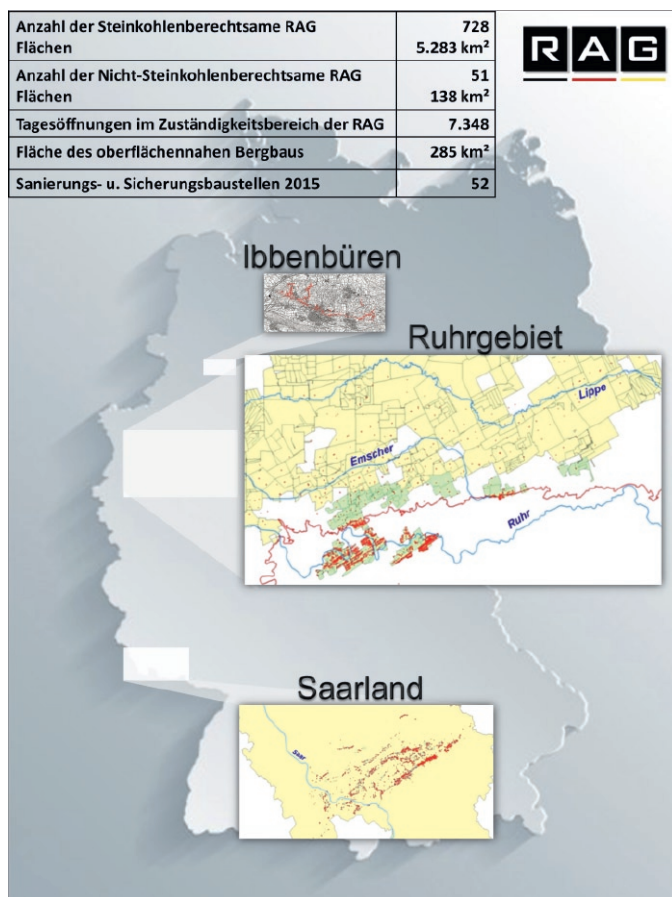 Anzahl der Steinkohlenberechtsame RAG 728
Flächen 5.283 km²
Anzahl der Nicht-Steinkohlenberechtsame RAG 51
Flächen 138 km²
Tagesöffnungen im Zuständigkeitsbereich der RAG 7.348
Fläche des oberflächennahen Bergbaus 285 km²
Sanierungs- u. Sicherungsbaustellen 2015 52
RAG
Ibbenbüren
Ruhrgebiet
Lippe
Emscher
Ruhr
Saarland
Saar